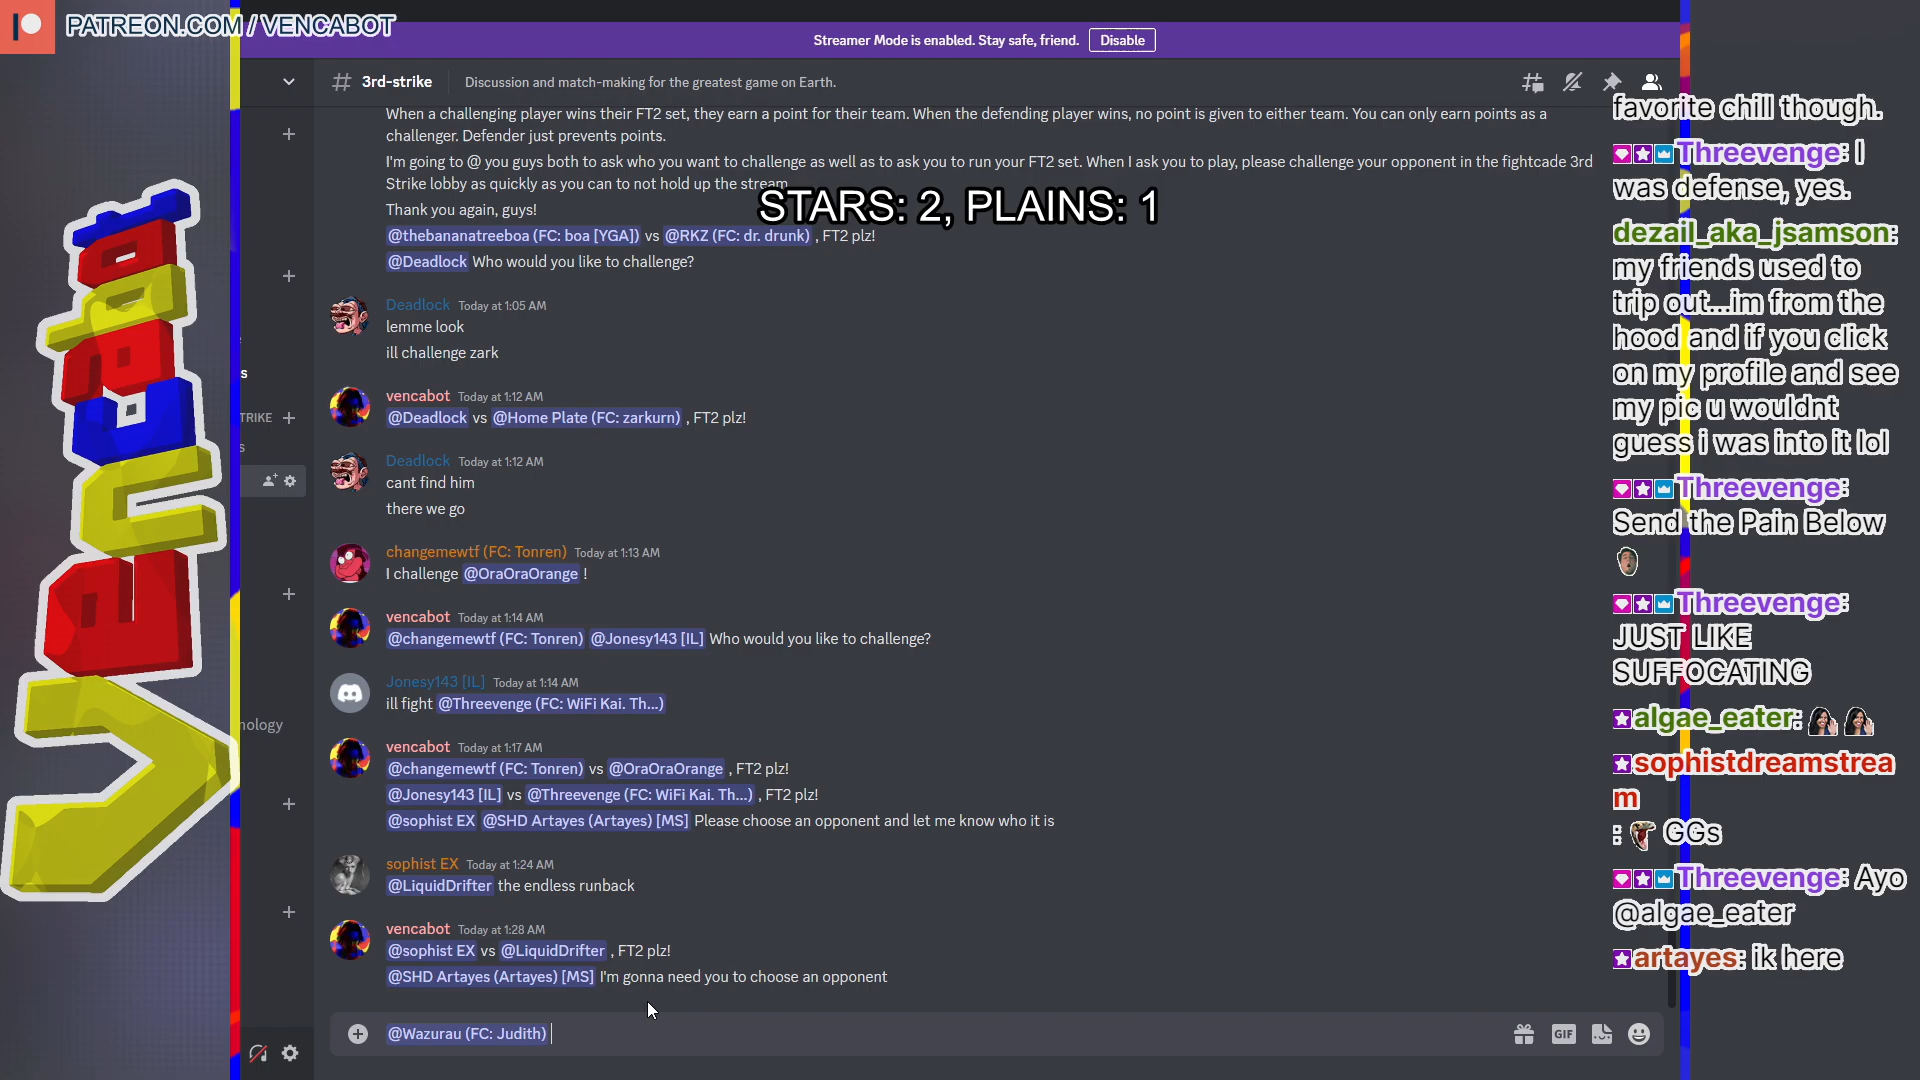 PATREON.COM / VENCABOT
Streamer Mode is enabled. Stay safe, friend. Disable
# 3rd-strike Discussion and match-making for the greatest game on Earth.
When a challenging player wins their FT2 set, they earn a point for their team. When the defending player wins, no point is given to either team. You can only earn points as a
challenger. Defender just prevents points.
I'm going to @ you guys both to ask who you want to challenge as well as to ask you to run your FT2 set. When I ask you to play, please challenge your opponent in the fightcade 3rd
Strike lobby as quickly as you can to not hold up the stream
Thank you again, guys!
STARS: 2, PLAINS: 1
@thebananatreeboa (FC: boa [YGA]) vs @RKZ (FC: dr. drunk) , FT2 plz!
@Deadlock Who would you like to challenge?
Deadlock Today at 1:05 AM
lemme look
ill challenge zark
vencabot Today at 1:12 AM
@Deadlock vs @Home Plate (FC: zarkurn) , FT2 plz!
Deadlock Today at 1:12 AM
cant find him
there we go
changemewtf (FC: Tonren) Today at 1:13 AM
I challenge @OraOraOrange !
vencabot Today at 1:14 AM
@changemewtf (FC: Tonren) @Jonesy143 [IL] Who would you like to challenge?
Jonesy143 [IL] Today at 1:14 AM
ill fight @Threevenge (FC: WiFi Kai. Th...)
vencabot Today at 1:17 AM
@changemewtf (FC: Tonren) vs @OraOraOrange , FT2 plz!
@Jonesy143 [IL] vs @Threevenge (FC: WiFi Kai. Th...) , FT2 plz!
@sophist EX @SHD Artayes (Artayes) [MS] Please choose an opponent and let me know who it is
sophist EX Today at 1:24 AM
@LiquidDrifter the endless runback
vencabot Today at 1:28 AM
@sophist EX vs @LiquidDrifter , FT2 plz!
@SHD Artayes (Artayes) [MS] I'm gonna need you to choose an opponent
@Wazurau (FC: Judith)
GIF
s
TRIKE
s
nology
vencabot
favorite chill though.
Threevenge: I
was defense, yes.
dezail_aka_jsamson:
my friends used to
trip out...im from the
hood and if you click
on my profile and see
my pic u wouldnt
guess i was into it lol
Threevenge:
Send the Pain Below
Threevenge:
JUST LIKE
SUFFOCATING
algae_eater:
sophistdreamstrea
m
: GGs
Threevenge: Ayo
@algae_eater
artayes: ik here